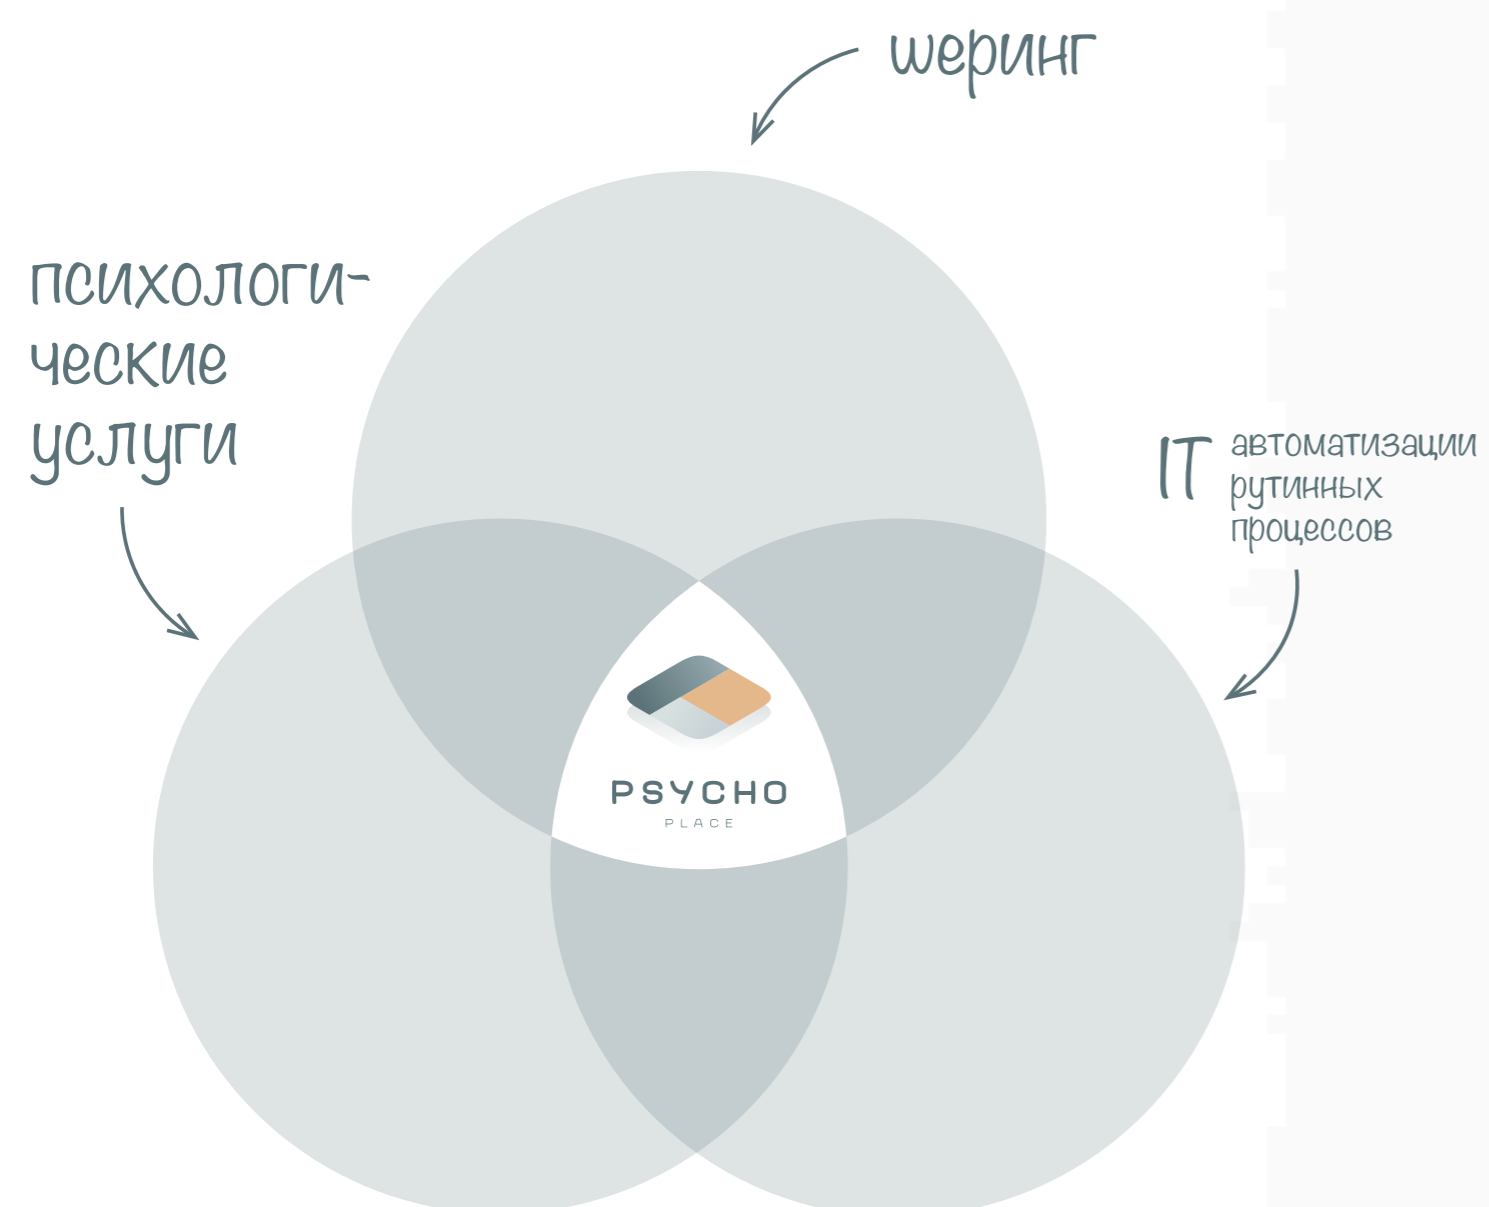 шеринг
психологи-
ческие
услуги
IT автоматизации
рутинных
процессов
PSYCHO
PLACE